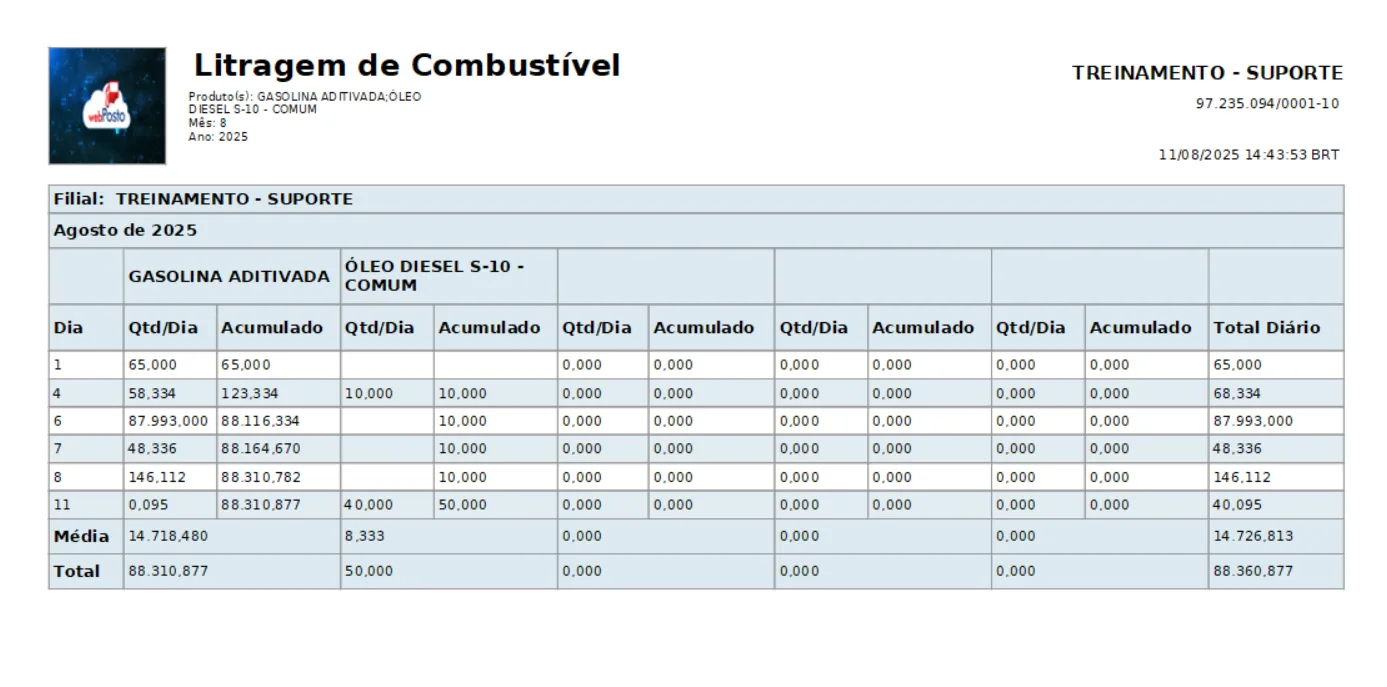 Litragem de Combustível
TREINAMENTO - SUPORTE
97.235.094/0001-10
11/08/2025 14:43:53 BRT
webPosto
Produto(s): GASOLINA ADITIVADA;ÓLEO
DIESEL S-10 - COMUM
Mês: 8
Ano: 2025
Filial: TREINAMENTO - SUPORTE
Agosto de 2025
GASOLINA ADITIVADA ÓLEO DIESEL S-10 -
COMUM
Dia Qtd/Dia Acumulado Qtd/Dia Acumulado Qtd/Dia Acumulado Qtd/Dia Acumulado Qtd/Dia Acumulado Total Diário
1 65,000 65,000 0,000 0,000 0,000 0,000 0,000 0,000 65,000
4 58,334 123,334 10,000 10,000 0,000 0,000 0,000 0,000 0,000 0,000 68,334
6 87.993,000 88.116,334 10,000 0,000 0,000 0,000 0,000 0,000 0,000 87.993,000
7 48,336 88.164,670 10,000 0,000 0,000 0,000 0,000 0,000 0,000 48,336
8 146,112 88.310,782 10,000 0,000 0,000 0,000 0,000 0,000 0,000 146,112
11 0,095 88.310,877 40,000 50,000 0,000 0,000 0,000 0,000 0,000 0,000 40,095
Média 14.718,480 8,333 0,000 0,000 0,000 14.726,813
Total 88.310,877 50,000 0,000 0,000 0,000 88.360,877